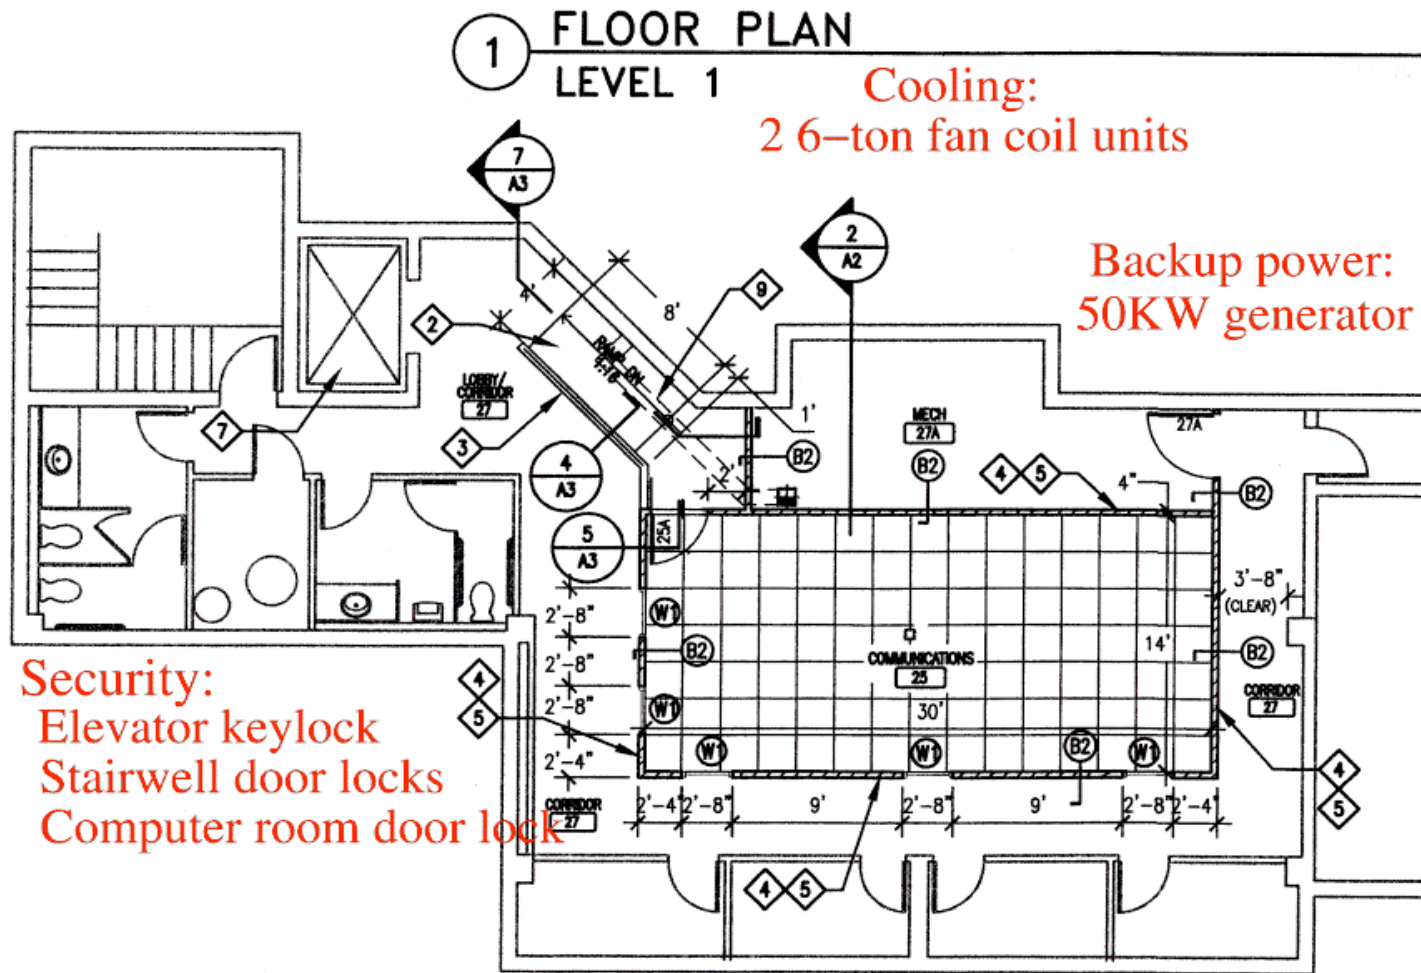 1
FLOOR PLAN
LEVEL 1
Cooling:
2 6-ton fan coil units
Backup power:
50KW generator
7
A3
2
A2
4'
8'
9
2
RAMP DN
LOBBY/
CORRIDOR
27
7
3
1'
MECH
27A
27A
B2
B2
4
5
4"
B2
4
A3
2'
5
A3
25A
3'-8"
(CLEAR)
2'-8"
W1
2'-8"
B2
14'
B2
COMMUNICATIONS
25
CORRIDOR
27
4
5
2'-8"
W1
30'
2'-4"
W1
W1
B2
W1
4
5
CORRIDOR
27
2'-4"
2'-8"
9'
2'-8"
9'
2'-8"
2'-4"
4
5
Security:
Elevator keylock
Stairwell door locks
Computer room door lock